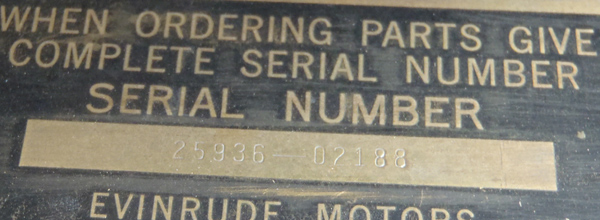 WHEN ORDERING PARTS GIVE
COMPLETE SERIAL NUMBER
SERIAL NUMBER
25936-02188
EVINRUDE MOTORS